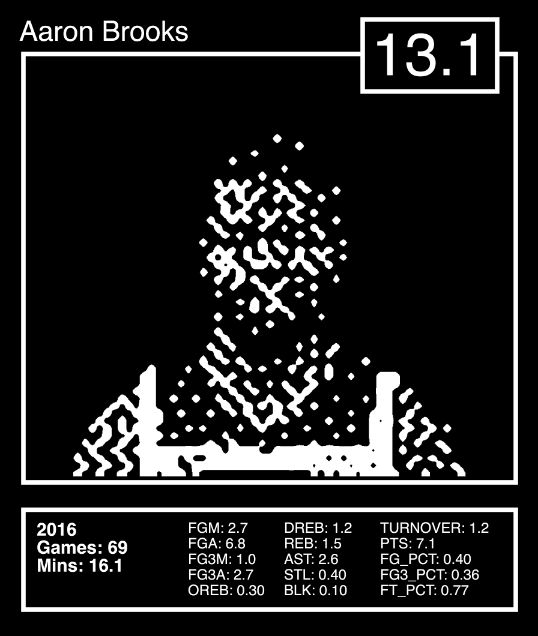 Aaron Brooks
13.1
2016
Games: 69
Mins: 16.1
FGM: 2.7
FGA: 6.8
FG3M: 1.0
FG3A: 2.7
OREB: 0.30
DREB: 1.2
REB: 1.5
AST: 2.6
STL: 0.40
BLK: 0.10
TURNOVER: 1.2
PTS: 7.1
FG_PCT: 0.40
FG3_PCT: 0.36
FT_PCT: 0.77